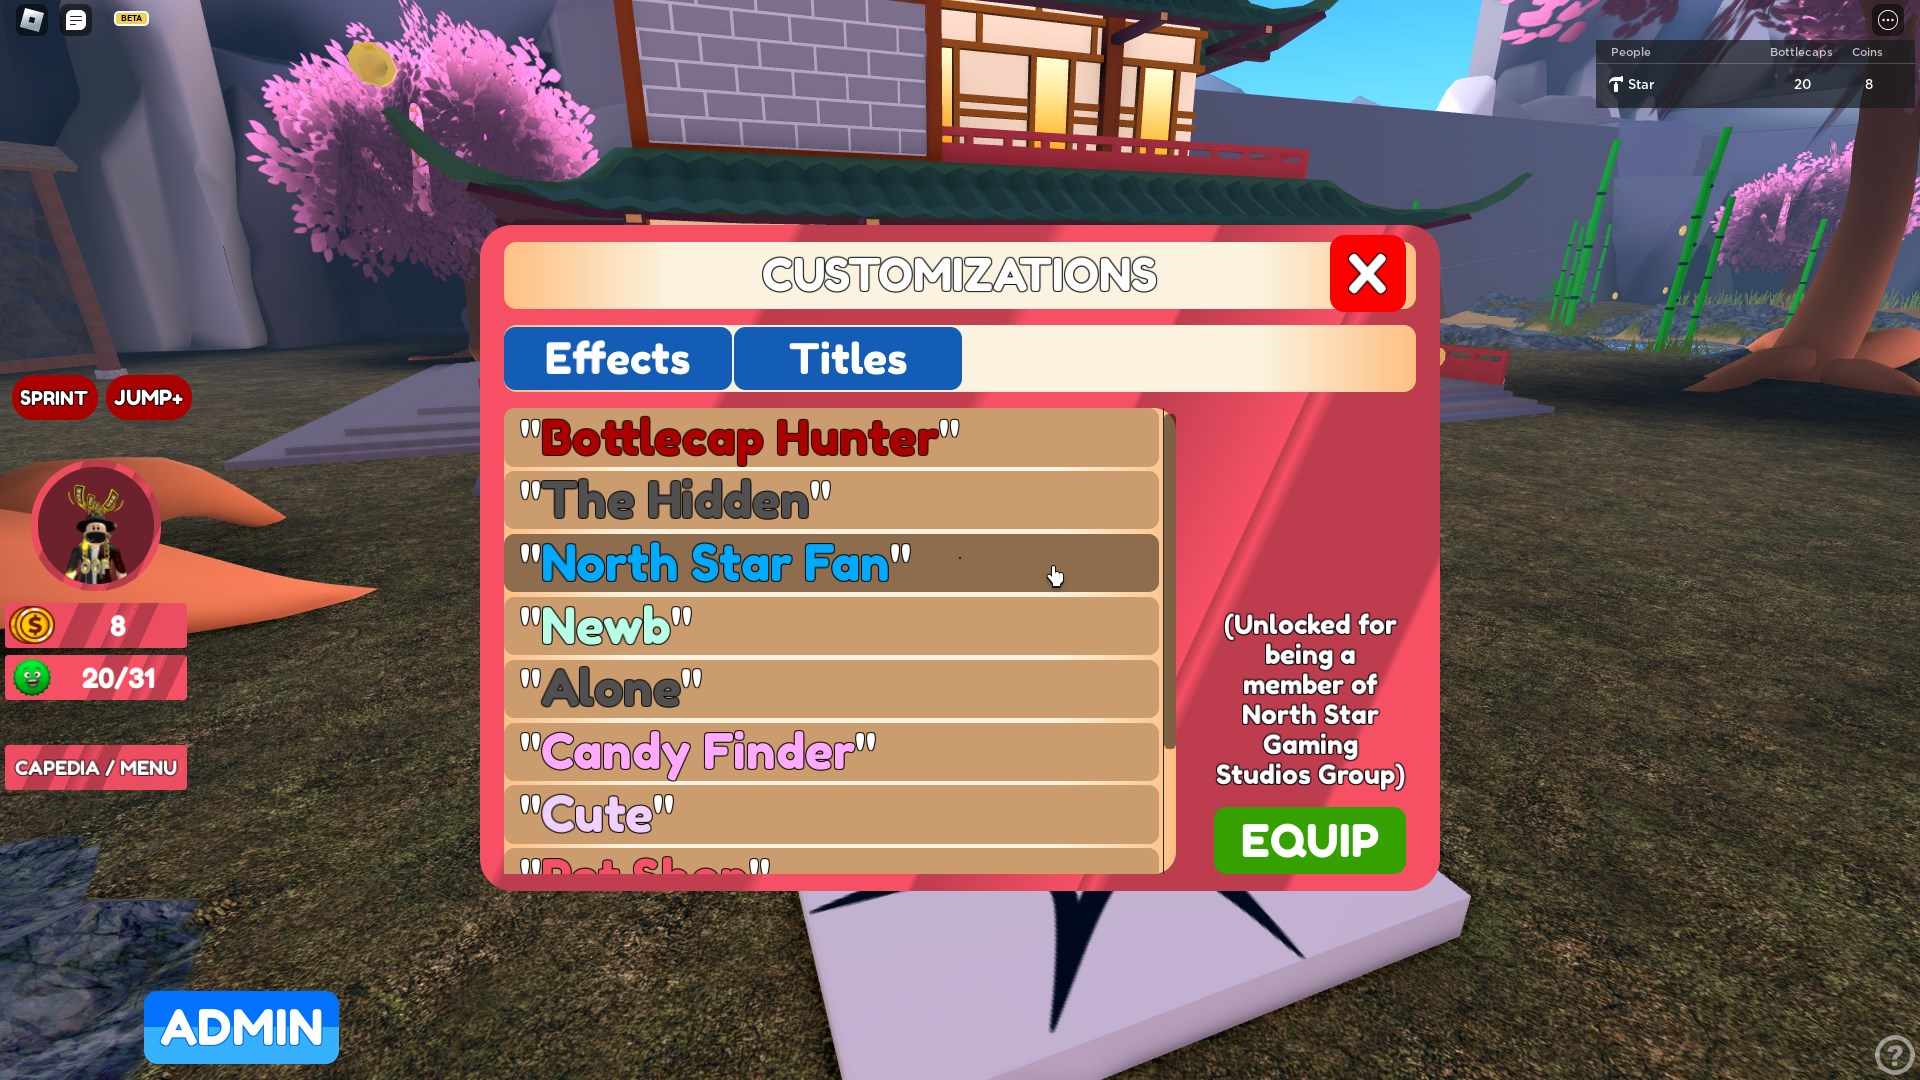 BETA
People Bottlecaps Coins
Star 20 8
CUSTOMIZATIONS
X
Effects Titles
"Bottlecap Hunter"
"The Hidden"
"North Star Fan"
"Newb"
"Alone"
"Candy Finder"
"Cute"
"Pet Shop"
(Unlocked for
being a
member of
North Star
Gaming
Studios Group)
EQUIP
SPRINT JUMP+
8
20/31
CAPEDIA / MENU
ADMIN
?